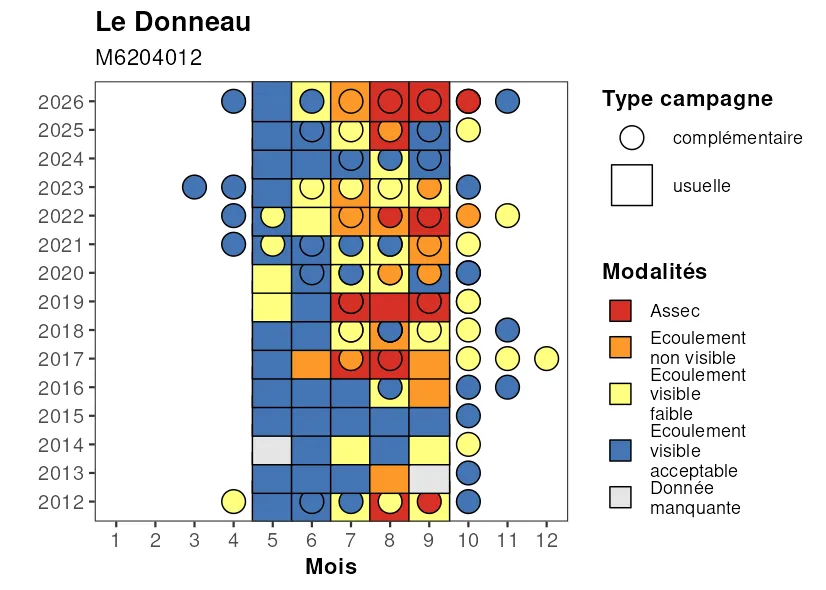 Le Donneau
M6204012
2026
2025
2024
2023
2022
2021
2020
2019
2018
2017
2016
2015
2014
2013
2012
1 2 3 4 5 6 7 8 9 10 11 12
Mois
Type campagne
complémentaire
usuelle
Modalités
Assec
Ecoulement
non visible
Ecoulement
visible
faible
Ecoulement
visible
acceptable
Donnée
manquante